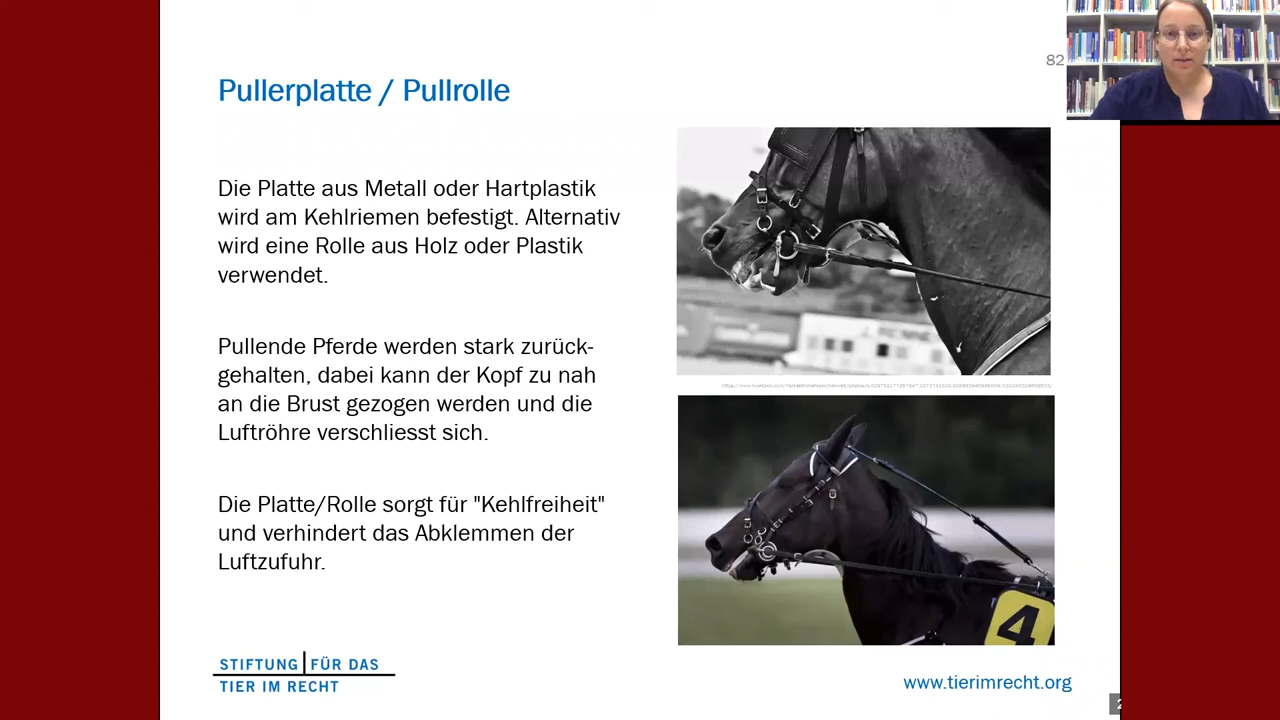 82
Pullerplatte / Pullrolle
Die Platte aus Metall oder Hartplastik
wird am Kehlriemen befestigt. Alternativ
wird eine Rolle aus Holz oder Plastik
verwendet.
Pullende Pferde werden stark zurück-
gehalten, dabei kann der Kopf zu nah
an die Brust gezogen werden und die
Luftröhre verschliesst sich.
Die Platte/Rolle sorgt für "Kehlfreiheit"
und verhindert das Abklemmen der
Luftzufuhr.
4
STIFTUNG FÜR DAS
TIER IM RECHT
www.tierimrecht.org